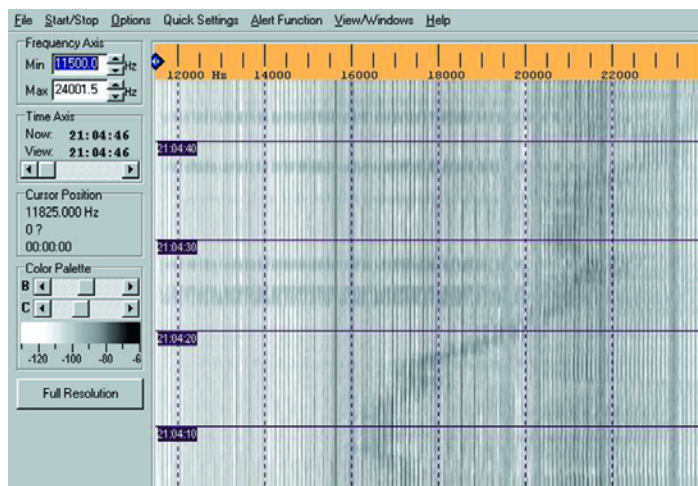 File Start/Stop Options Quick Settings Alert Function View/Windows Help
Frequency Axis
Min 11500.0 Hz
Max 24001.5 Hz
Time Axis
Now: 21:04:46
View: 21:04:46
Cursor Position
11825.000 Hz
0 ?
00:00:00
Color Palette
B
C
-120 -100 -80 -6
Full Resolution
12000 Hz 14000 16000 18000 20000 22000
21:04:40
21:04:30
21:04:20
21:04:10